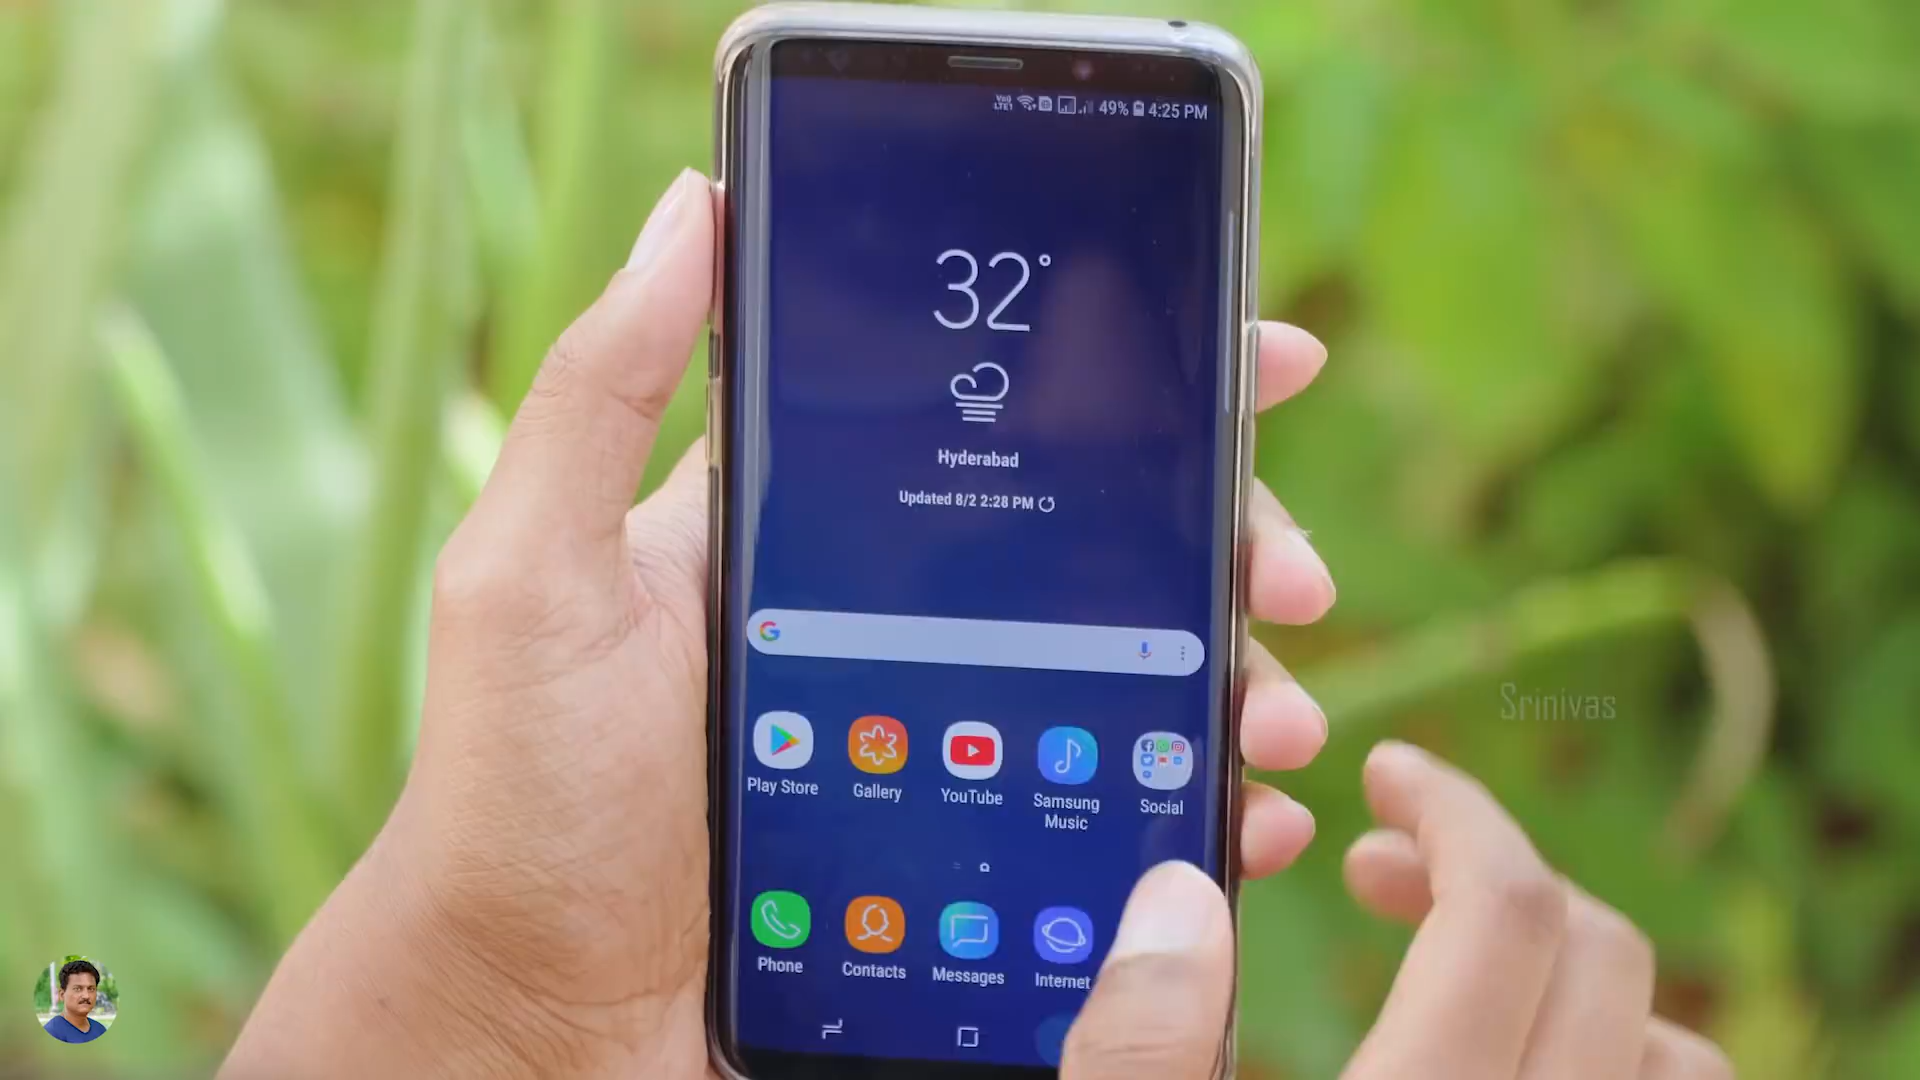 49% 4:25 PM
32°
Hyderabad
Updated 8/2 2:28 PM
G
Play Store
Gallery
YouTube
Samsung
Music
Social
Srinivas
Phone
Contacts
Messages
Internet